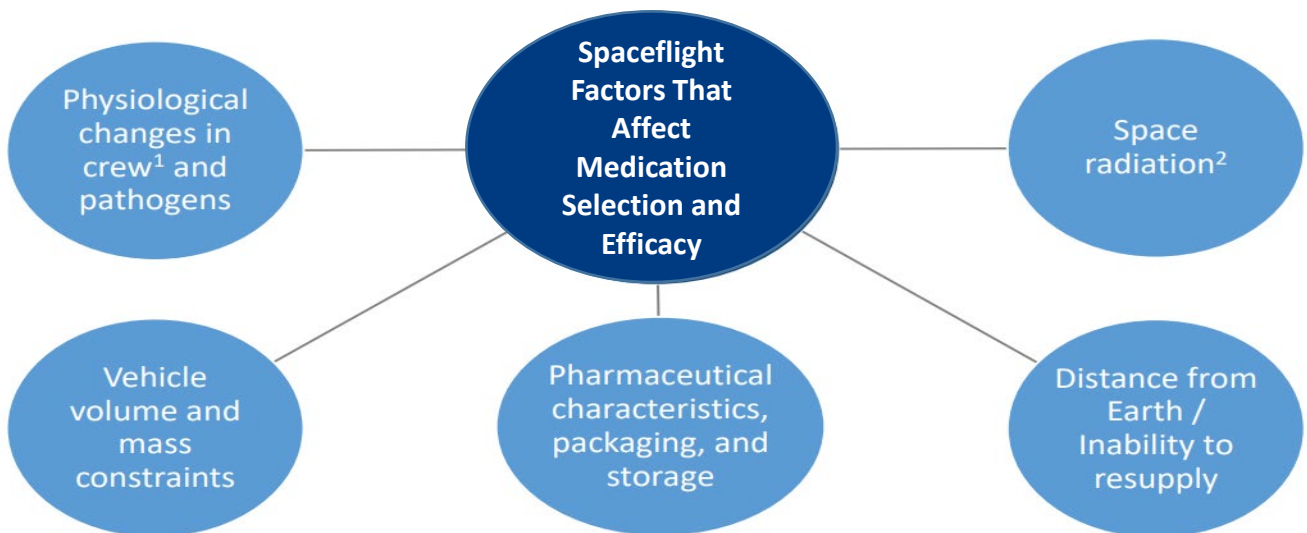 Spaceflight
Factors That
Affect
Medication
Selection and
Efficacy
Physiological
changes in
crew¹ and
pathogens
Space
radiation²
Vehicle
volume and
mass
constraints
Pharmaceutical
characteristics,
packaging, and
storage
Distance from
Earth /
Inability to
resupply